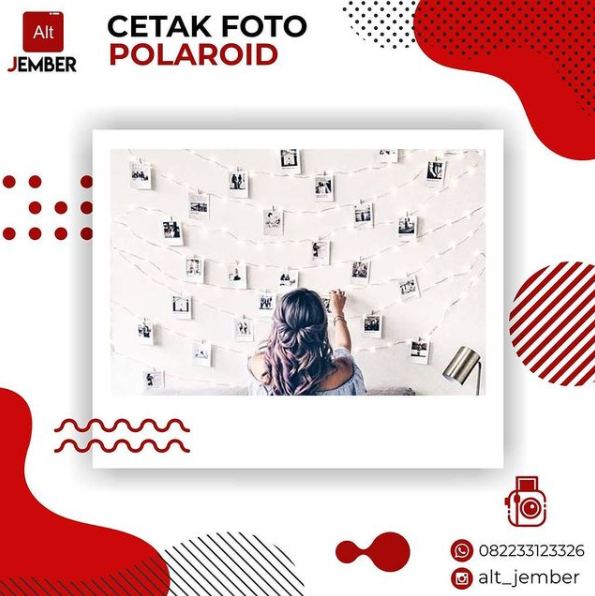 Alt
JEMBER
CETAK FOTO
POLAROID
082233123326
alt_jember